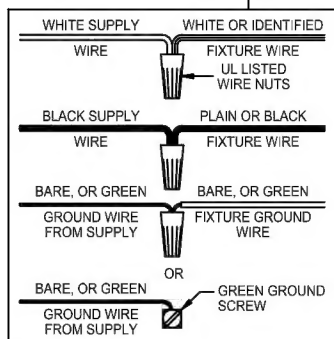 WHITE SUPPLY WHITE OR IDENTIFIED
WIRE FIXTURE WIRE
UL LISTED
WIRE NUTS
BLACK SUPPLY PLAIN OR BLACK
WIRE FIXTURE WIRE
BARE, OR GREEN BARE, OR GREEN
GROUND WIRE FIXTURE GROUND
FROM SUPPLY WIRE
OR
BARE, OR GREEN GREEN GROUND
SCREW
GROUND WIRE
FROM SUPPLY